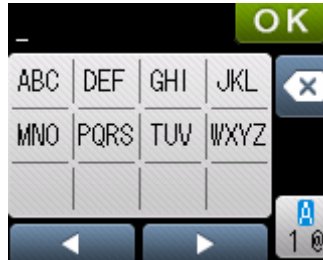 _ OK
ABC DEF GHI JKL
MNO PQRS TUV WXYZ
A
1 @